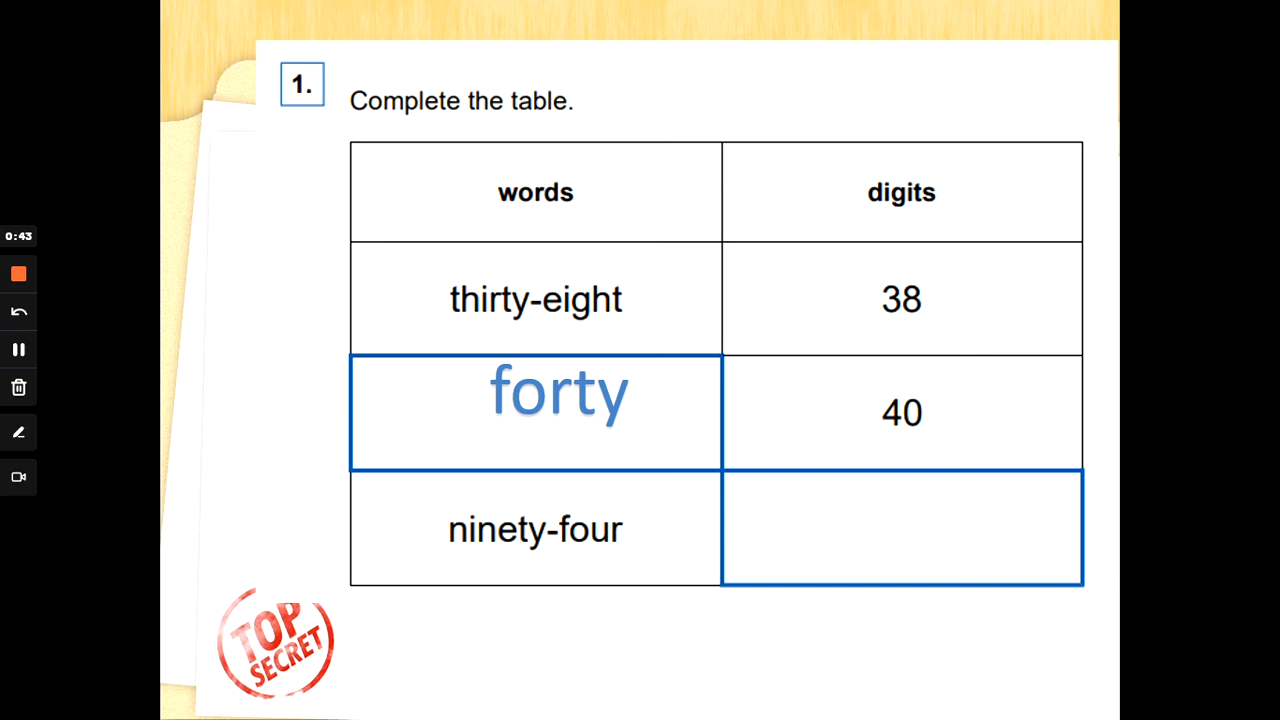 0:43
1.
Complete the table.
words digits
thirty-eight 38
forty 40
ninety-four
TOP
SECRET